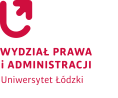 WYDZIAŁ PRAWA
i ADMINISTRACJI
Uniwersytet Łódzki